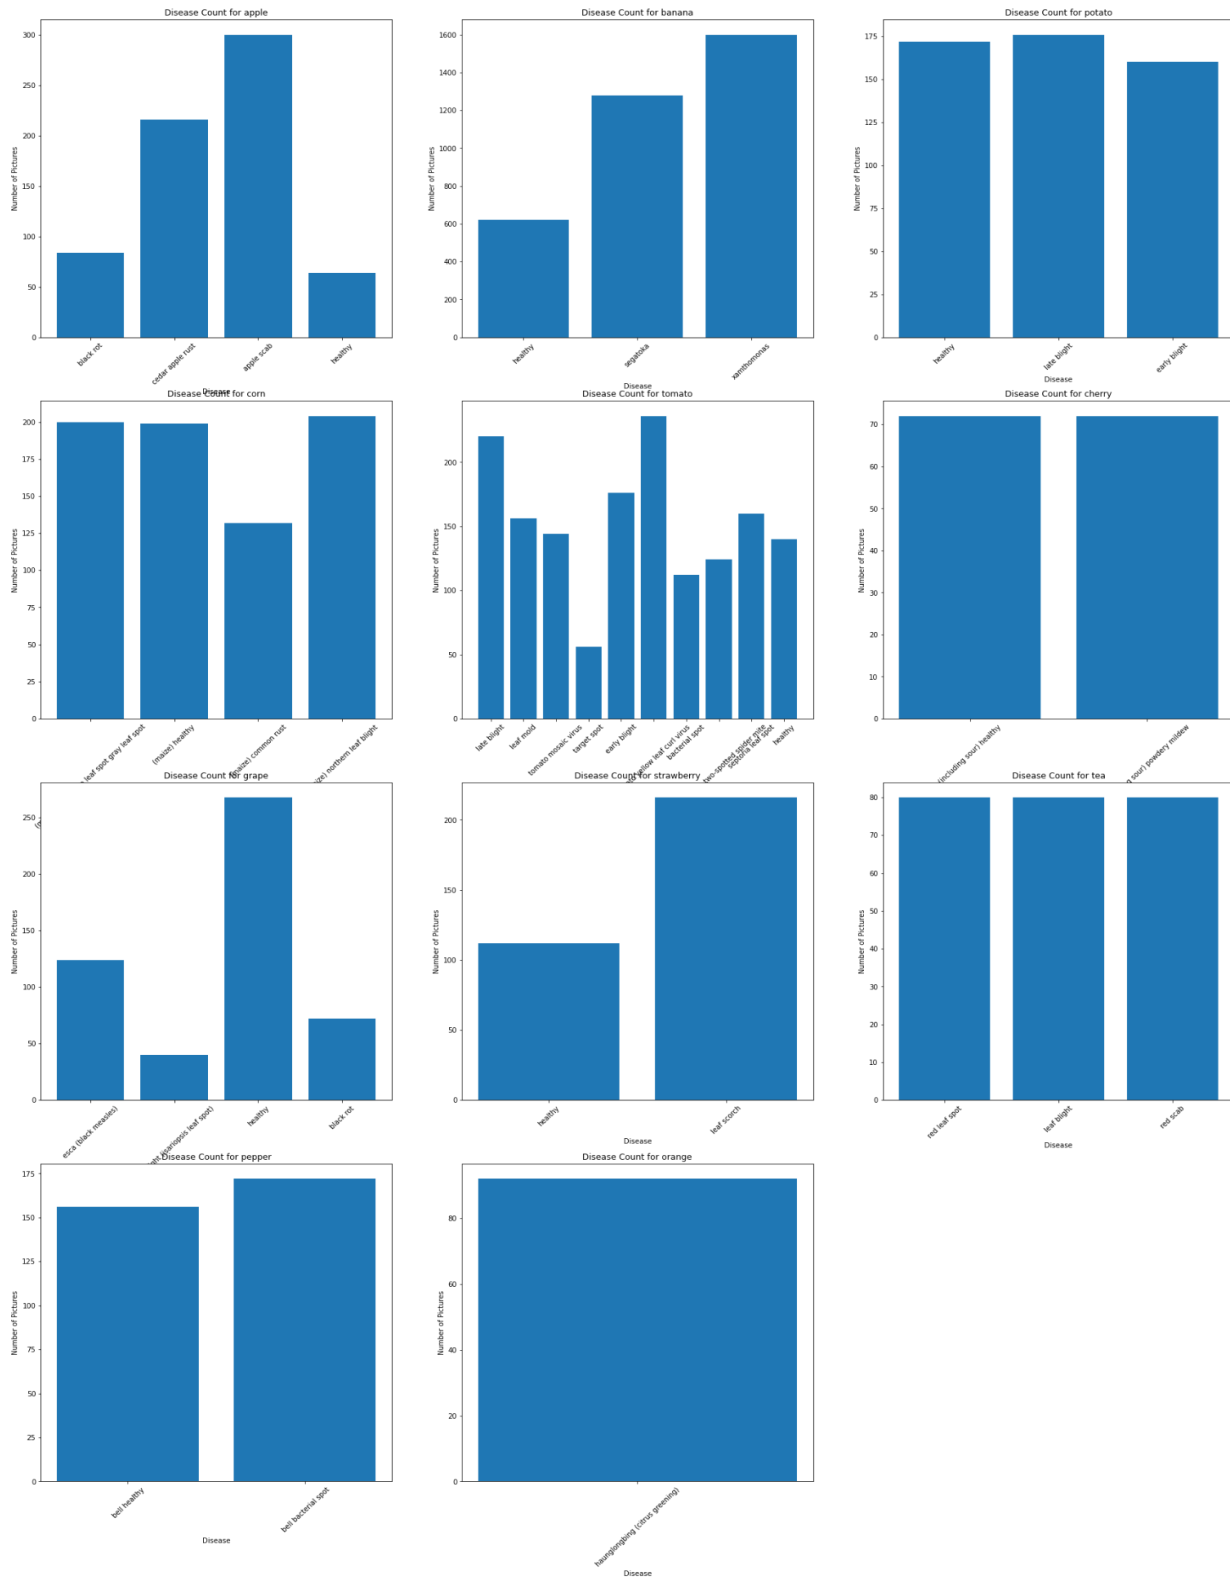 Disease Count for apple
Number of Pictures
300
250
200
150
100
50
0
black rot
cedar apple rust
apple scab
healthy
Disease
Disease Count for banana
Number of Pictures
1600
1400
1200
1000
800
600
400
200
0
healthy
segatoka
xamthomonas
Disease
Disease Count for potato
Number of Pictures
175
150
125
100
75
50
25
0
healthy
late blight
early blight
Disease
Disease Count for corn
Number of Pictures
200
175
150
125
100
75
50
25
0
leaf spot gray leaf spot
(maize) healthy
(maize) common rust
northern leaf blight
Disease Count for tomato
Number of Pictures
200
150
100
50
0
late blight
leaf mold
tomato mosaic virus
target spot
early blight
yellow leaf curl virus
bacterial spot
two-spotted spider mite
septoria leaf spot
healthy
Disease Count for cherry
Number of Pictures
70
60
50
40
30
20
10
0
(including sour) healthy
sour) powdery mildew
Disease Count for grape
Number of Pictures
250
200
150
100
50
0
esca (black measles)
(isariopsis leaf spot)
healthy
black rot
Disease Count for strawberry
Number of Pictures
200
150
100
50
0
healthy
leaf scorch
Disease
Disease Count for tea
Number of Pictures
80
70
60
50
40
30
20
10
0
red leaf spot
leaf blight
red scab
Disease
Disease Count for pepper
Number of Pictures
175
150
125
100
75
50
25
0
bell healthy
bell bacterial spot
Disease
Disease Count for orange
Number of Pictures
80
60
40
20
0
haunglongbing (citrus greening)
Disease